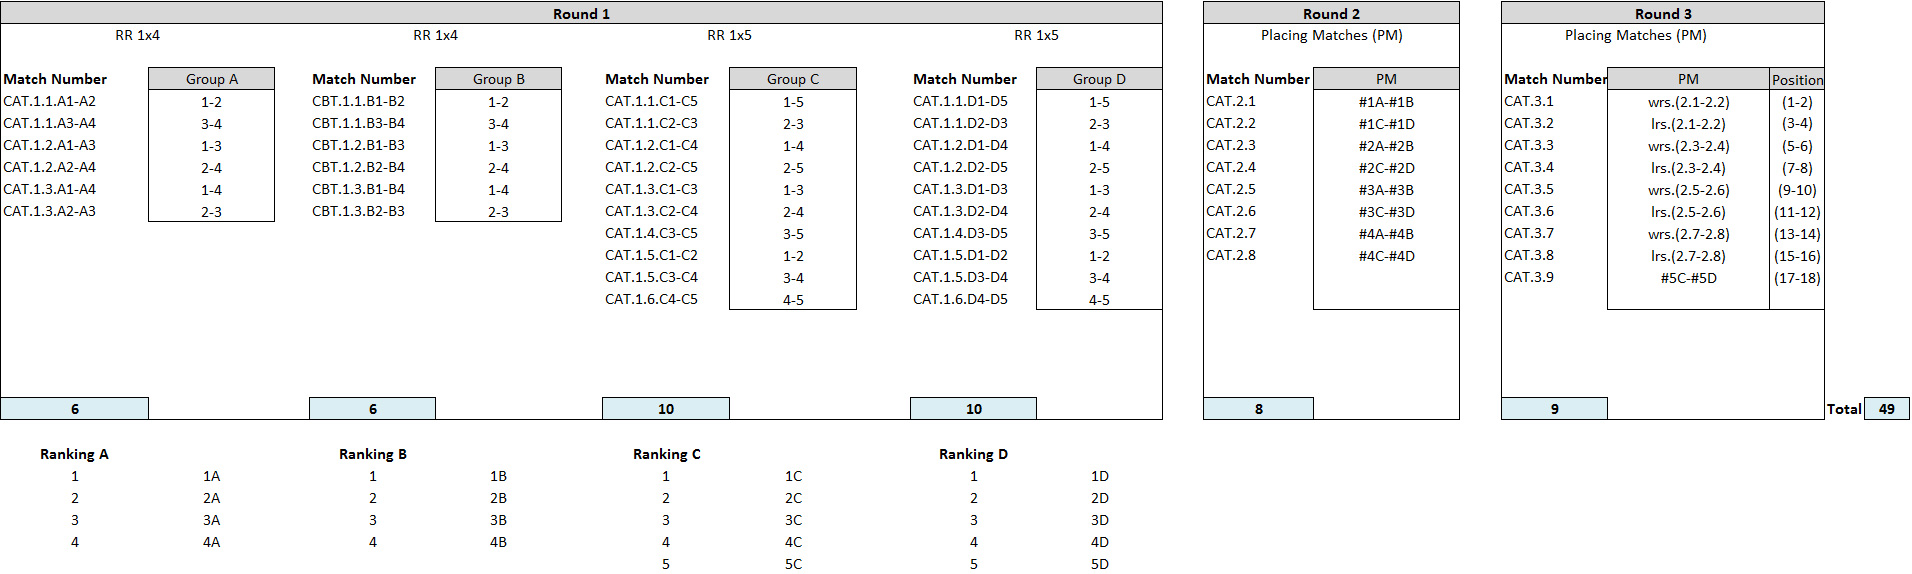 Round 1 Round 2 Round 3
RR 1x4 RR 1x4 RR 1x5 RR 1x5 Placing Matches (PM) Placing Matches (PM)
Match Number Group A Match Number Group B Match Number Group C Match Number Group D Match Number PM Match Number PM Position
CAT.1.1.A1-A2 1-2 CBT.1.1.B1-B2 1-2 CAT.1.1.C1-C5 1-5 CAT.1.1.D1-D5 1-5 CAT.2.1 #1A-#1B CAT.3.1 wrs.(2.1-2.2) (1-2)
CAT.1.1.A3-A4 3-4 CBT.1.1.B3-B4 3-4 CAT.1.1.C2-C3 2-3 CAT.1.1.D2-D3 2-3 CAT.2.2 #1C-#1D CAT.3.2 lrs.(2.1-2.2) (3-4)
CAT.1.2.A1-A3 1-3 CBT.1.2.B1-B3 1-3 CAT.1.2.C1-C4 1-4 CAT.1.2.D1-D4 1-4 CAT.2.3 #2A-#2B CAT.3.3 wrs.(2.3-2.4) (5-6)
CAT.1.2.A2-A4 2-4 CBT.1.2.B2-B4 2-4 CAT.1.2.C2-C5 2-5 CAT.1.2.D2-D5 2-5 CAT.2.4 #2C-#2D CAT.3.4 lrs.(2.3-2.4) (7-8)
CAT.1.3.A1-A4 1-4 CBT.1.3.B1-B4 1-4 CAT.1.3.C1-C3 1-3 CAT.1.3.D1-D3 1-3 CAT.2.5 #3A-#3B CAT.3.5 wrs.(2.5-2.6) (9-10)
CAT.1.3.A2-A3 2-3 CBT.1.3.B2-B3 2-3 CAT.1.3.C2-C4 2-4 CAT.1.3.D2-D4 2-4 CAT.2.6 #3C-#3D CAT.3.6 lrs.(2.5-2.6) (11-12)
CAT.1.4.C3-C5 3-5 CAT.1.4.D3-D5 3-5 CAT.2.7 #4A-#4B CAT.3.7 wrs.(2.7-2.8) (13-14)
CAT.1.5.C1-C2 1-2 CAT.1.5.D1-D2 1-2 CAT.2.8 #4C-#4D CAT.3.8 lrs.(2.7-2.8) (15-16)
CAT.1.5.C3-C4 3-4 CAT.1.5.D3-D4 3-4 CAT.3.9 #5C-#5D (17-18)
CAT.1.6.C4-C5 4-5 CAT.1.6.D4-D5 4-5
6 6 10 10 8 9 Total 49
Ranking A Ranking B Ranking C Ranking D
1 1A 1 1B 1 1C 1 1D
2 2A 2 2B 2 2C 2 2D
3 3A 3 3B 3 3C 3 3D
4 4A 4 4B 4 4C 4 4D
5 5C 5 5D